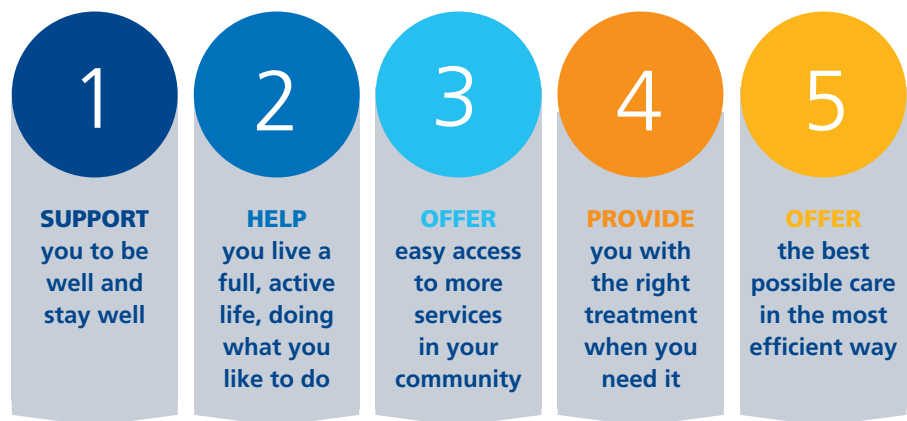 1
SUPPORT
you to be
well and
stay well
2
HELP
you live a
full, active
life, doing
what you
like to do
3
OFFER
easy access
to more
services
in your
community
4
PROVIDE
you with
the right
treatment
when you
need it
5
OFFER
the best
possible care
in the most
efficient way